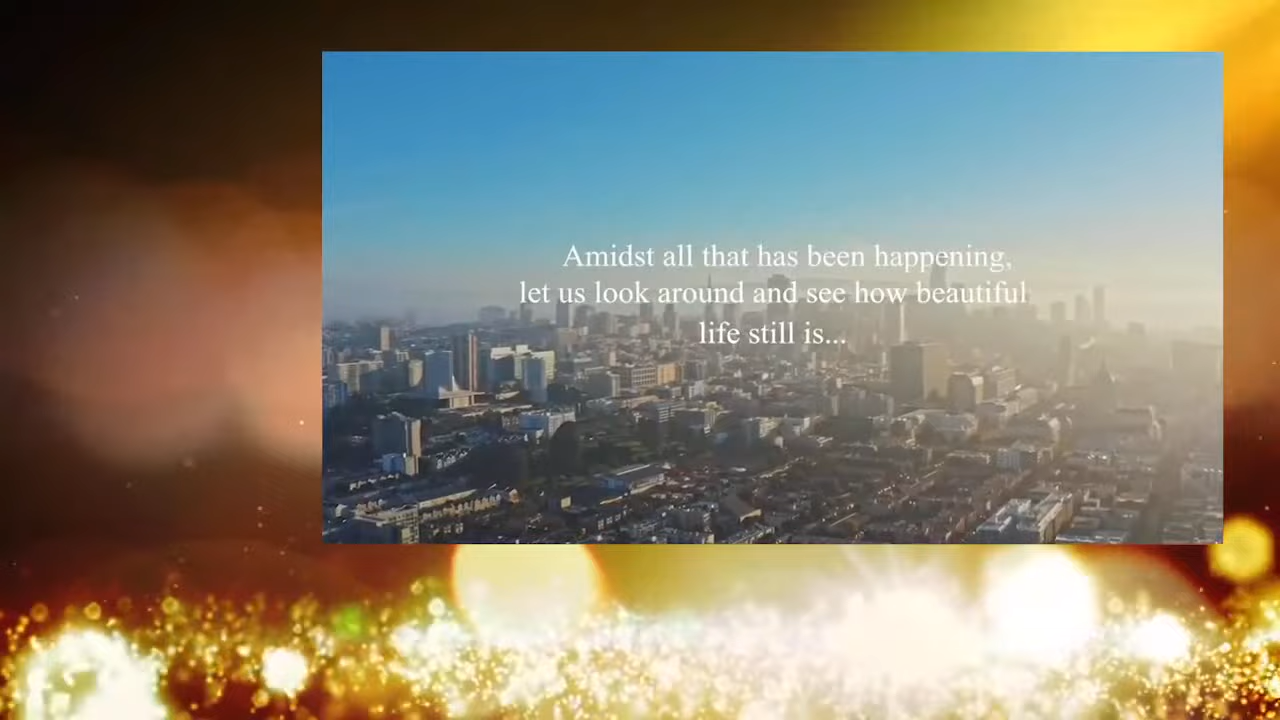 Amidst all that has been happening,
let us look around and see how beautiful
life still is...